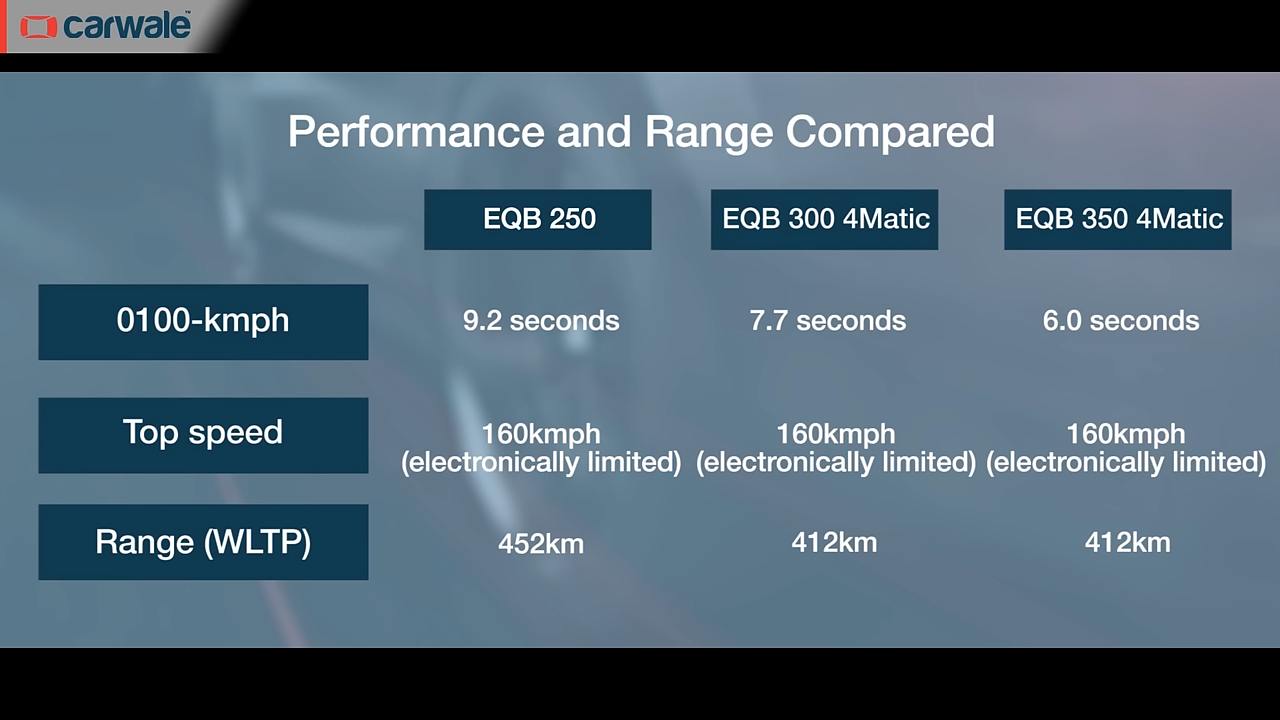 carwale™
Performance and Range Compared
EQB 250 EQB 300 4Matic EQB 350 4Matic
0100-kmph 9.2 seconds 7.7 seconds 6.0 seconds
Top speed 160kmph 160kmph 160kmph
(electronically limited) (electronically limited) (electronically limited)
Range (WLTP) 452km 412km 412km